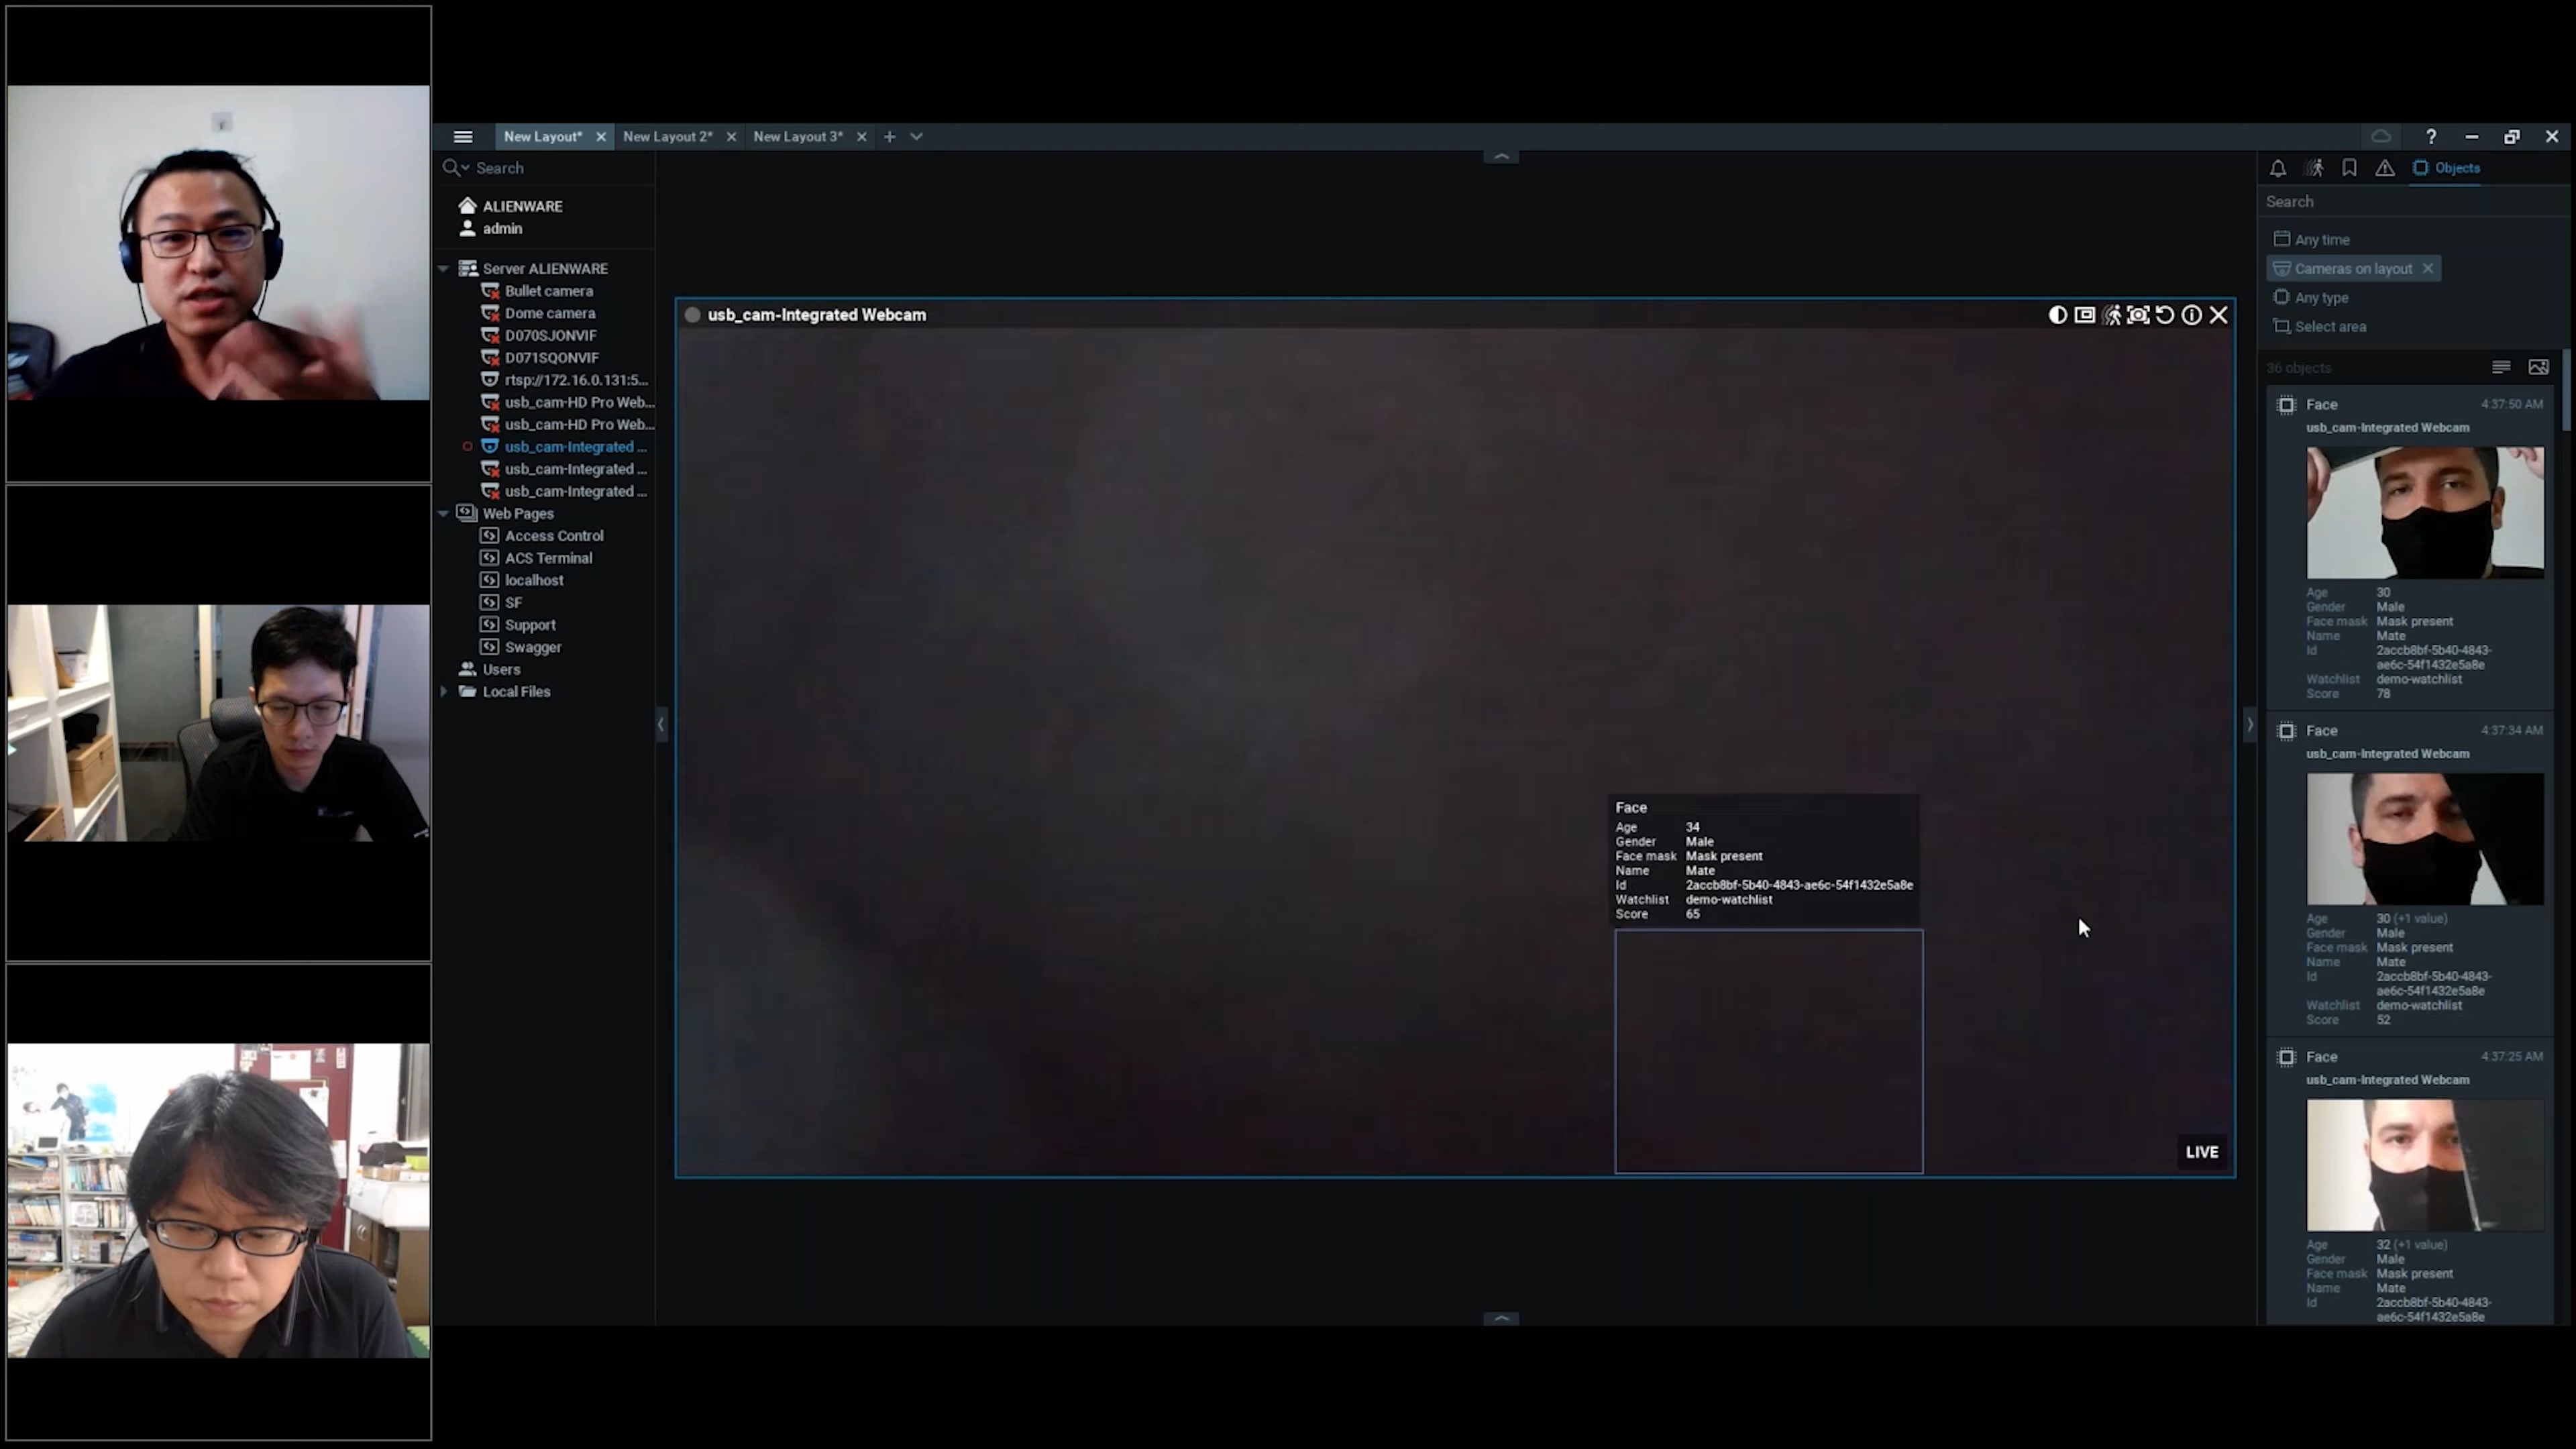 New Layout*
New Layout 2*
New Layout 3*
Search
ALIENWARE
admin
Server ALIENWARE
Bullet camera
Dome camera
D070SJONVIF
D071SQONVIF
rtsp://172.16.0.131:5...
usb_cam-HD Pro Web...
usb_cam-HD Pro Web...
usb_cam-Integrated ...
usb_cam-Integrated ...
usb_cam-Integrated ...
Web Pages
Access Control
ACS Terminal
localhost
SF
Support
Swagger
Users
Local Files
usb_cam-Integrated Webcam
Face
Age 34
Gender Male
Face mask Mask present
Name Mate
Id 2accb8bf-5b40-4843-ae6c-54f1432e5a8e
Watchlist demo-watchlist
Score 65
LIVE
Objects
Search
Any time
Cameras on layout
Any type
Select area
36 objects
Face 4:37:50 AM
usb_cam-Integrated Webcam
Age 30
Gender Male
Face mask Mask present
Name Mate
Id 2accb8bf-5b40-4843-
ae6c-54f1432e5a8e
Watchlist demo-watchlist
Score 78
Face 4:37:34 AM
usb_cam-Integrated Webcam
Age 30 (+1 value)
Gender Male
Face mask Mask present
Name Mate
Id 2accb8bf-5b40-4843-
ae6c-54f1432e5a8e
Watchlist demo-watchlist
Score 52
Face 4:37:25 AM
usb_cam-Integrated Webcam
Age 32 (+1 value)
Gender Male
Face mask Mask present
Name Mate
Id 2accb8bf-5b40-4843-
ae6c-54f1432e5a8e